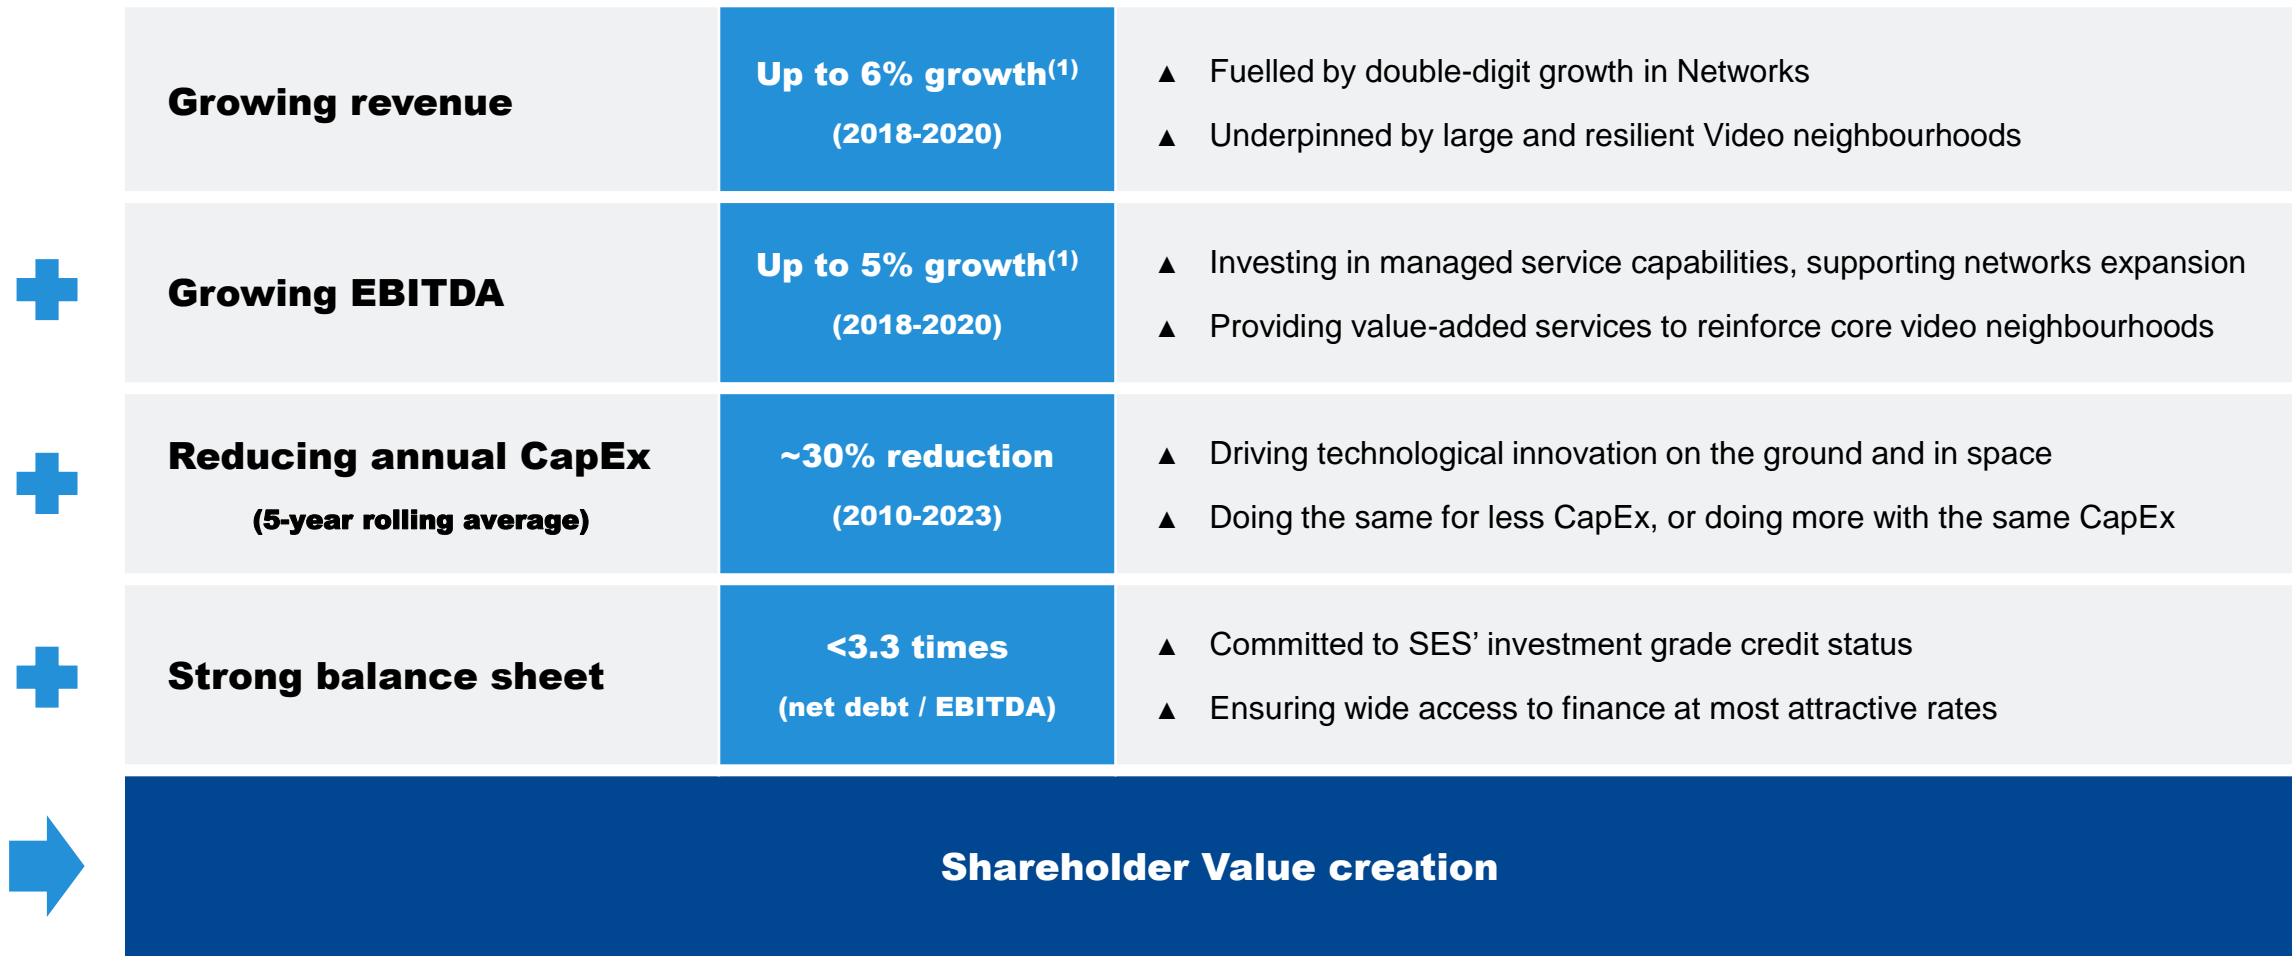 Growing revenue
Up to 6% growth(1)
(2018-2020)
▲ Fuelled by double-digit growth in Networks
▲ Underpinned by large and resilient Video neighbourhoods
Growing EBITDA
Up to 5% growth(1)
(2018-2020)
▲ Investing in managed service capabilities, supporting networks expansion
▲ Providing value-added services to reinforce core video neighbourhoods
Reducing annual CapEx
(5-year rolling average)
~30% reduction
(2010-2023)
▲ Driving technological innovation on the ground and in space
▲ Doing the same for less CapEx, or doing more with the same CapEx
Strong balance sheet
<3.3 times
(net debt / EBITDA)
▲ Committed to SES’ investment grade credit status
▲ Ensuring wide access to finance at most attractive rates
Shareholder Value creation